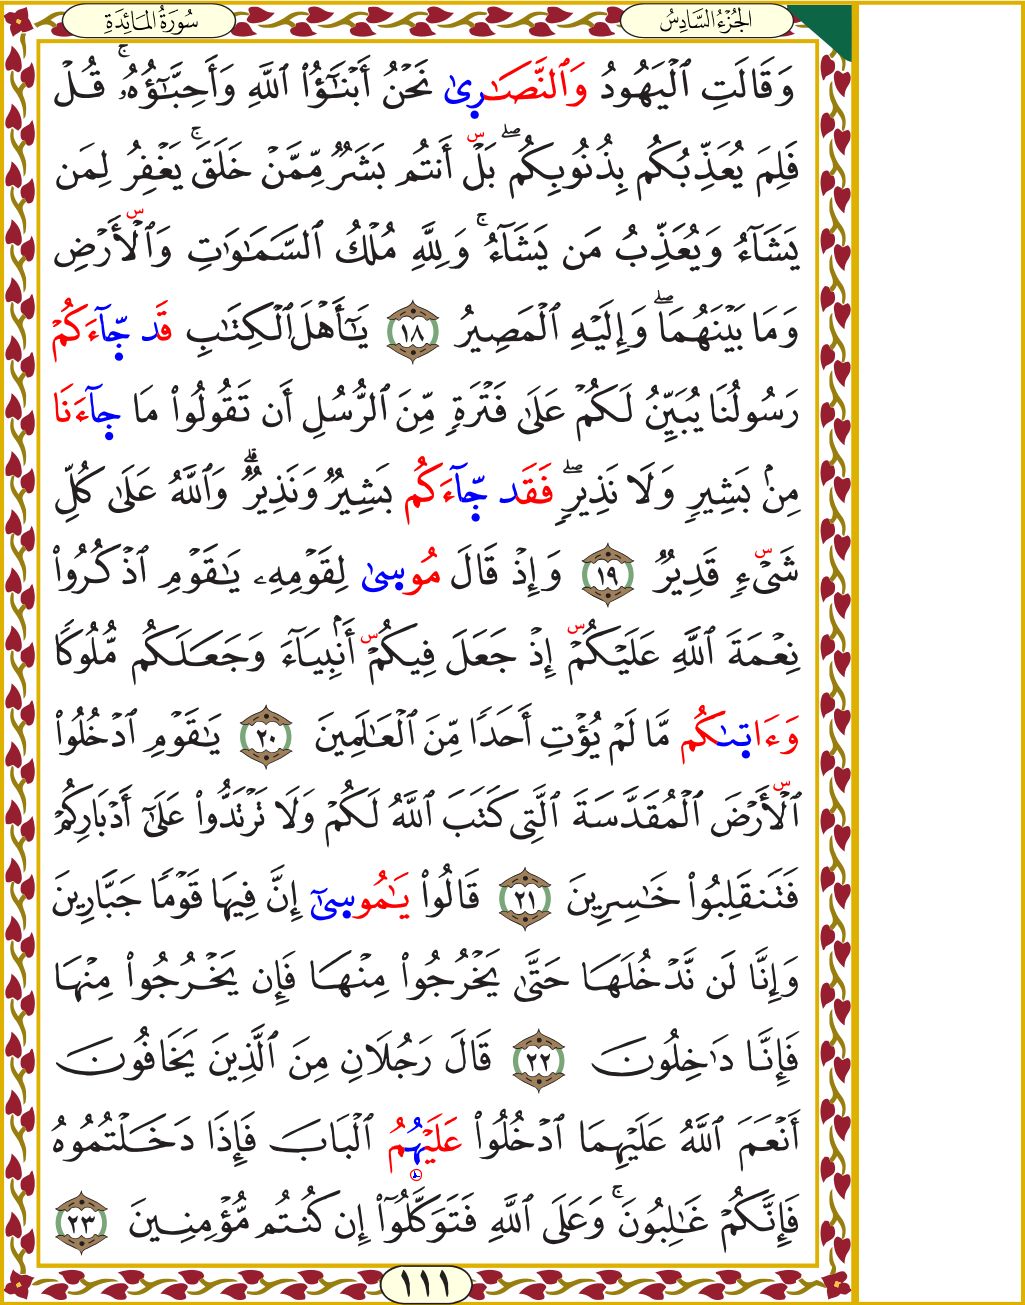 الجُزْءُ السَّادِسُ
سُورَةُ المَائِدَةِ
وَقَالَتِ ٱلْيَهُودُ وَٱلنَّصَٰرِىٰ نَحْنُ أَبْنَٰٓؤُا۟ ٱللَّهِ وَأَحِبَّٰٓؤُهُۥ ۚ قُلْ
فَلِمَ يُعَذِّبُكُم بِذُنُوبِكُم ۖ بَلْ أَنتُم بَشَرٌ مِّمَّنْ خَلَقَ ۚ يَغْفِرُ لِمَن
يَشَآءُ وَيُعَذِّبُ مَن يَشَآءُ ۚ وَلِلَّهِ مُلْكُ ٱلسَّمَٰوَٰتِ وَٱلْأَرْضِ
وَمَا بَيْنَهُمَا ۖ وَإِلَيْهِ ٱلْمَصِيرُ ١٨ يَٰٓأَهْلَ ٱلْكِتَٰبِ قَد جَّآءَكُمْ
رَسُولُنَا يُبَيِّنُ لَكُمْ عَلَىٰ فَتْرَةٍ مِّنَ ٱلرُّسُلِ أَن تَقُولُوا۟ مَا جَآءَنَا
مِنۢ بَشِيرٍ وَلَا نَذِيرٍ ۖ فَقَد جَّآءَكُم بَشِيرٌ وَنَذِيرٌ ۗ وَٱللَّهُ عَلَىٰ كُلِّ
شَىْءٍ قَدِيرٌ ١٩ وَإِذْ قَالَ مُوسِىٰ لِقَوْمِهِۦ يَٰقَوْمِ ٱذْكُرُوا۟
نِعْمَةَ ٱللَّهِ عَلَيْكُمْ إِذْ جَعَلَ فِيكُمْ أَنۢبِيَآءَ وَجَعَلَكُم مُّلُوكًا
وَءَاتِىٰكُم مَّا لَمْ يُؤْتِ أَحَدًا مِّنَ ٱلْعَٰلَمِينَ ٢٠ يَٰقَوْمِ ٱدْخُلُوا۟
ٱلْأَرْضَ ٱلْمُقَدَّسَةَ ٱلَّتِى كَتَبَ ٱللَّهُ لَكُمْ وَلَا تَرْتَدُّوا۟ عَلَىٰٓ أَدْبَارِكُمْ
فَتَنقَلِبُوا۟ خَٰسِرِينَ ٢١ قَالُوا۟ يَٰمُوسِىٰٓ إِنَّ فِيهَا قَوْمًا جَبَّارِينَ
وَإِنَّا لَن نَّدْخُلَهَا حَتَّىٰ يَخْرُجُوا۟ مِنْهَا فَإِن يَخْرُجُوا۟ مِنْهَا
فَإِنَّا دَٰخِلُونَ ٢٢ قَالَ رَجُلَانِ مِنَ ٱلَّذِينَ يَخَافُونَ
أَنْعَمَ ٱللَّهُ عَلَيْهِمَا ٱدْخُلُوا۟ عَلَيْهُمُ ٱلْبَابَ فَإِذَا دَخَلْتُمُوهُ
فَإِنَّكُمْ غَٰلِبُونَ ۚ وَعَلَى ٱللَّهِ فَتَوَكَّلُوٓا۟ إِن كُنتُم مُّؤْمِنِينَ ٢٣
١١١